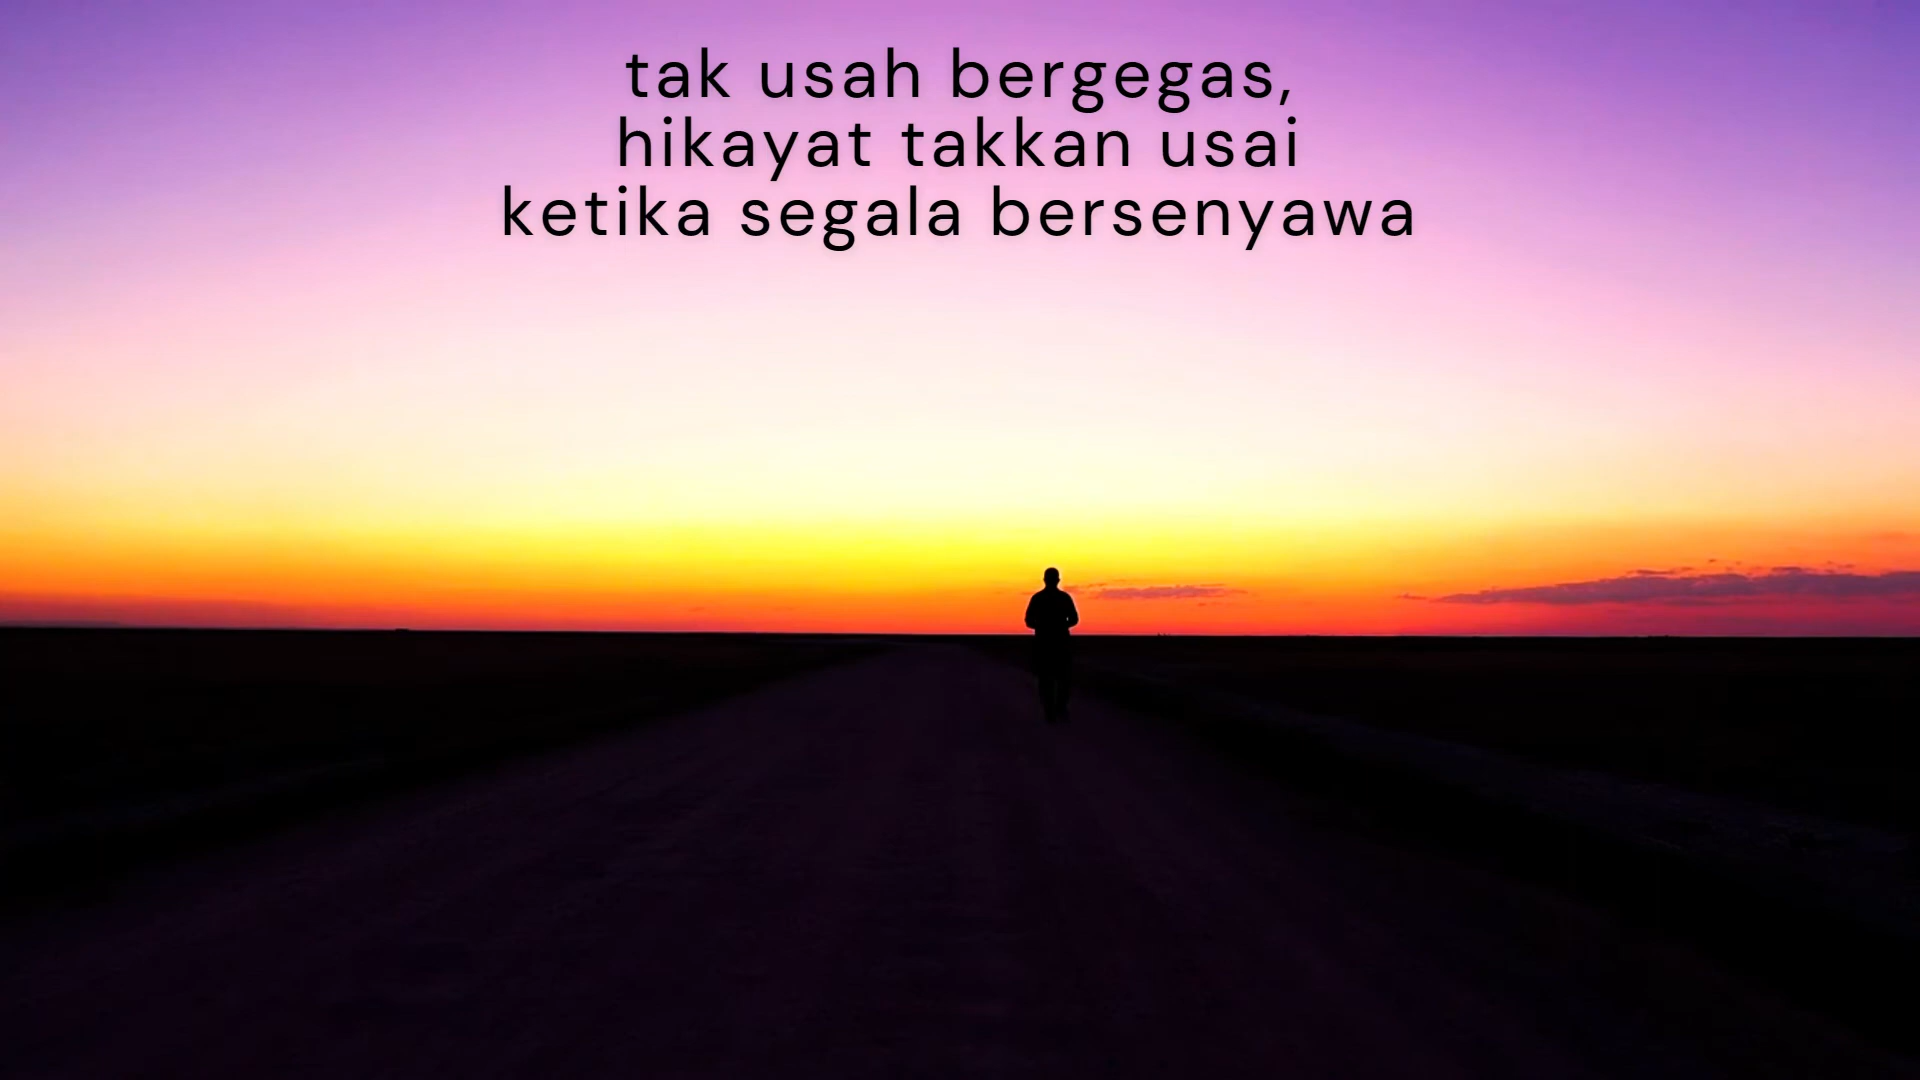 tak usah bergegas,
hikayat takkan usai
ketika segala bersenyawa